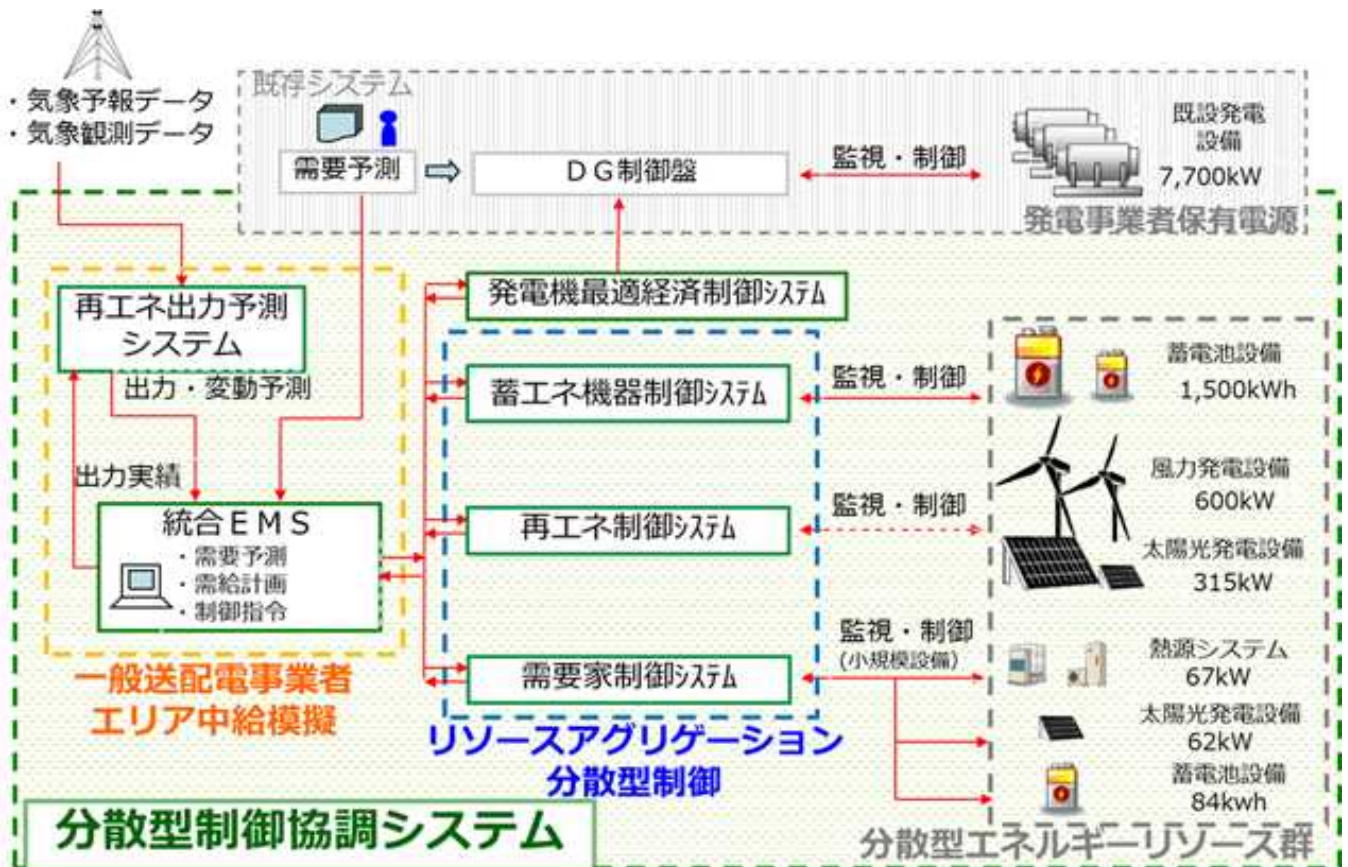 ・気象予報データ
・気象観測データ
既存システム
需要予測
DG制御盤
監視・制御
既設発電
設備
7,700kW
発電事業者保有電源
再エネ出力予測
システム
出力・変動予測
出力実績
統合EMS
・需要予測
・需給計画
・制御指令
一般送配電事業者
エリア中給模擬
発電機最適経済制御システム
蓄エネ機器制御システム
再エネ制御システム
需要家制御システム
リソースアグリゲーション
分散型制御
監視・制御
監視・制御
監視・制御
(小規模設備)
蓄電池設備
1,500kWh
風力発電設備
600kW
太陽光発電設備
315kW
熱源システム
67kW
太陽光発電設備
62kW
蓄電池設備
84kwh
分散型エネルギーリソース群
分散型制御協調システム